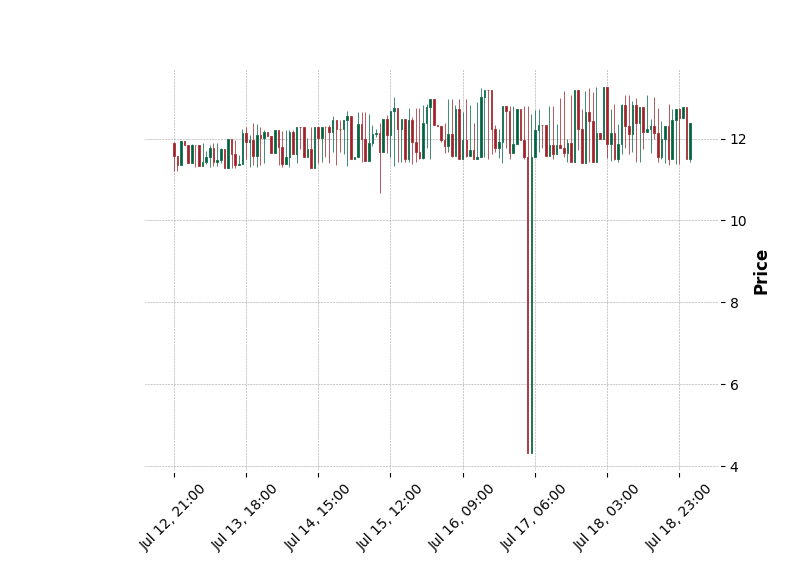 12
10
8
6
4
Price
Jul 12, 21:00
Jul 13, 18:00
Jul 14, 15:00
Jul 15, 12:00
Jul 16, 09:00
Jul 17, 06:00
Jul 18, 03:00
Jul 18, 23:00